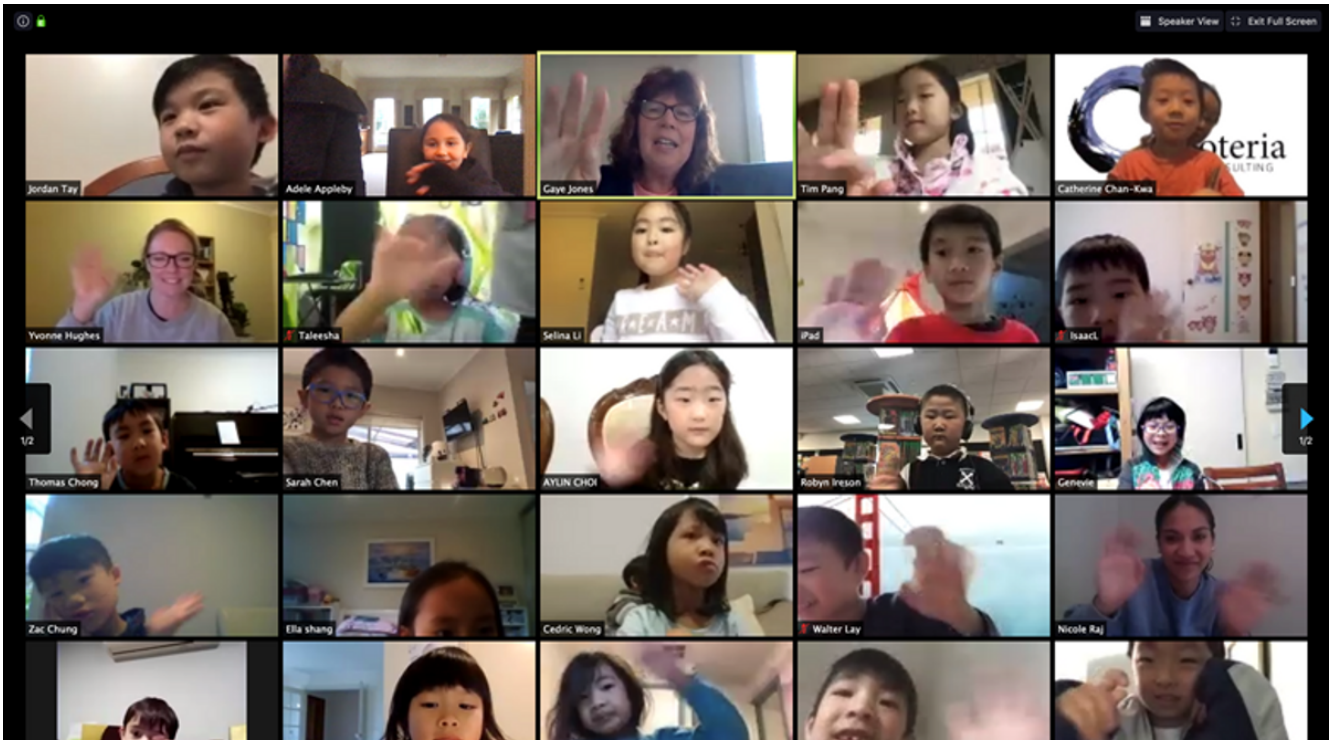 Speaker View
Exit Full Screen
Jordan Tay
Adele Appleby
Gaye Jones
Tim Pang
Catherine Chan-Kwa
oteria
ULTING
Yvonne Hughes
Taleesha
Selina Li
iPad
IsaacL
1/2
Thomas Chong
Sarah Chen
AYLIN CHOI
Robyn Ireson
Genevie
1/2
Zac Chung
Ella shang
Cedric Wong
Walter Lay
Nicole Raj